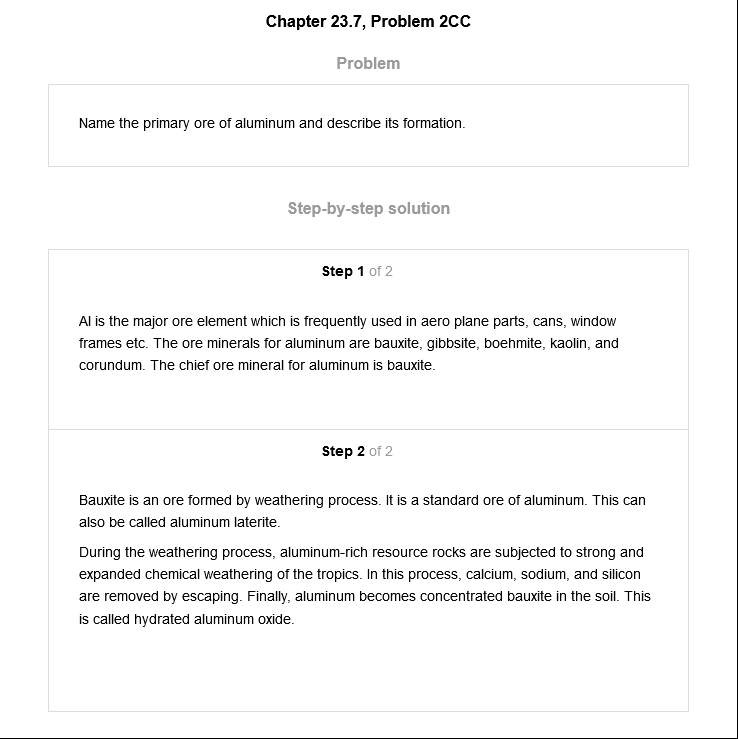 Chapter 23.7, Problem 2CC
Problem
Name the primary ore of aluminum and describe its formation.
Step-by-step solution
Step 1 of 2
Al is the major ore element which is frequently used in aero plane parts, cans, window
frames etc. The ore minerals for aluminum are bauxite, gibbsite, boehmite, kaolin, and
corundum. The chief ore mineral for aluminum is bauxite.
Step 2 of 2
Bauxite is an ore formed by weathering process. It is a standard ore of aluminum. This can
also be called aluminum laterite.
During the weathering process, aluminum-rich resource rocks are subjected to strong and
expanded chemical weathering of the tropics. In this process, calcium, sodium, and silicon
are removed by escaping. Finally, aluminum becomes concentrated bauxite in the soil. This
is called hydrated aluminum oxide.